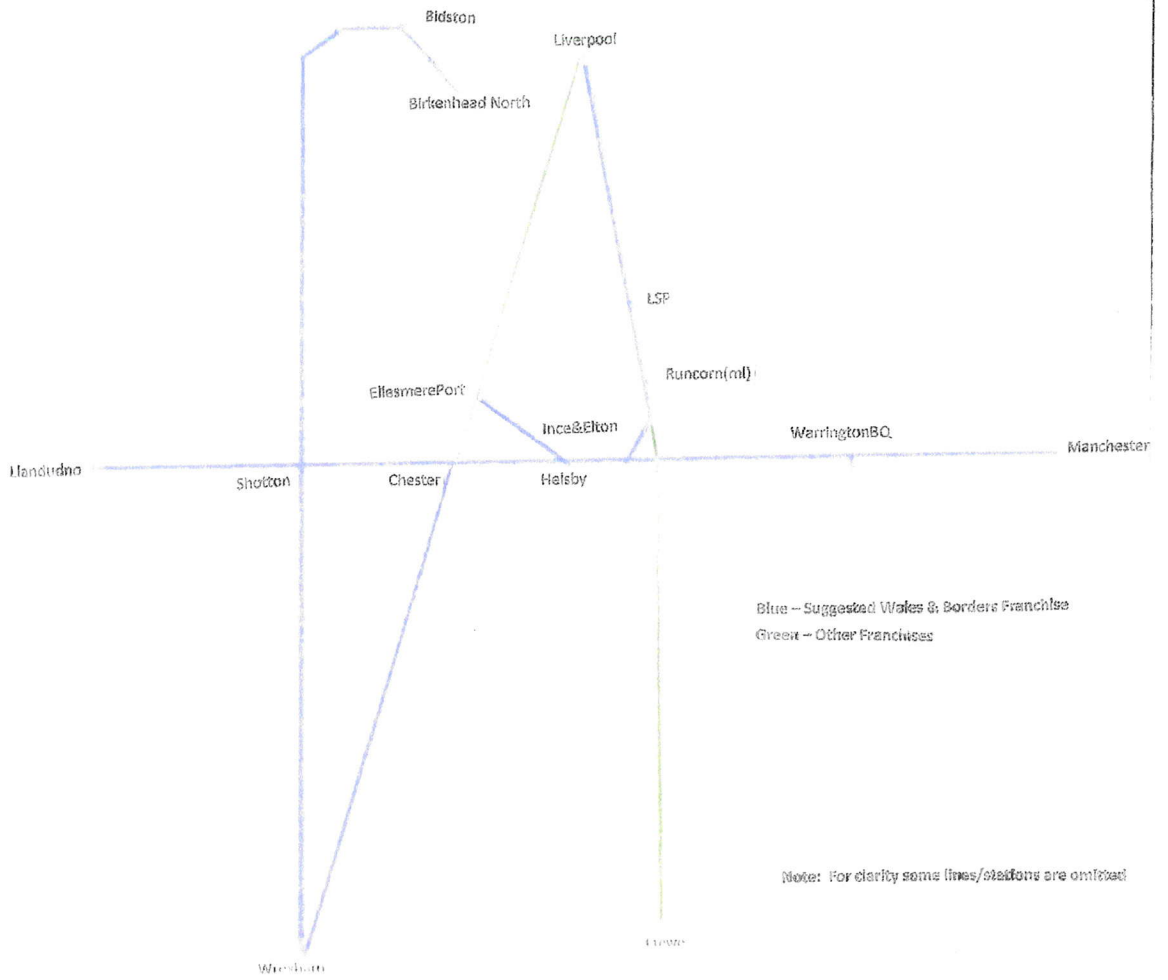 Bidston
Liverpool
Birkenhead North
LSP
Runcorn(ml)
EllesmerePort
Ince&Elton
WarringtonBQ
Manchester
Llandudno
Shotton
Chester
Helsby
Blue – Suggested Wales & Borders Franchise
Green – Other Franchises
Note: For clarity some lines/stations are omitted
Crewe
Wrexham